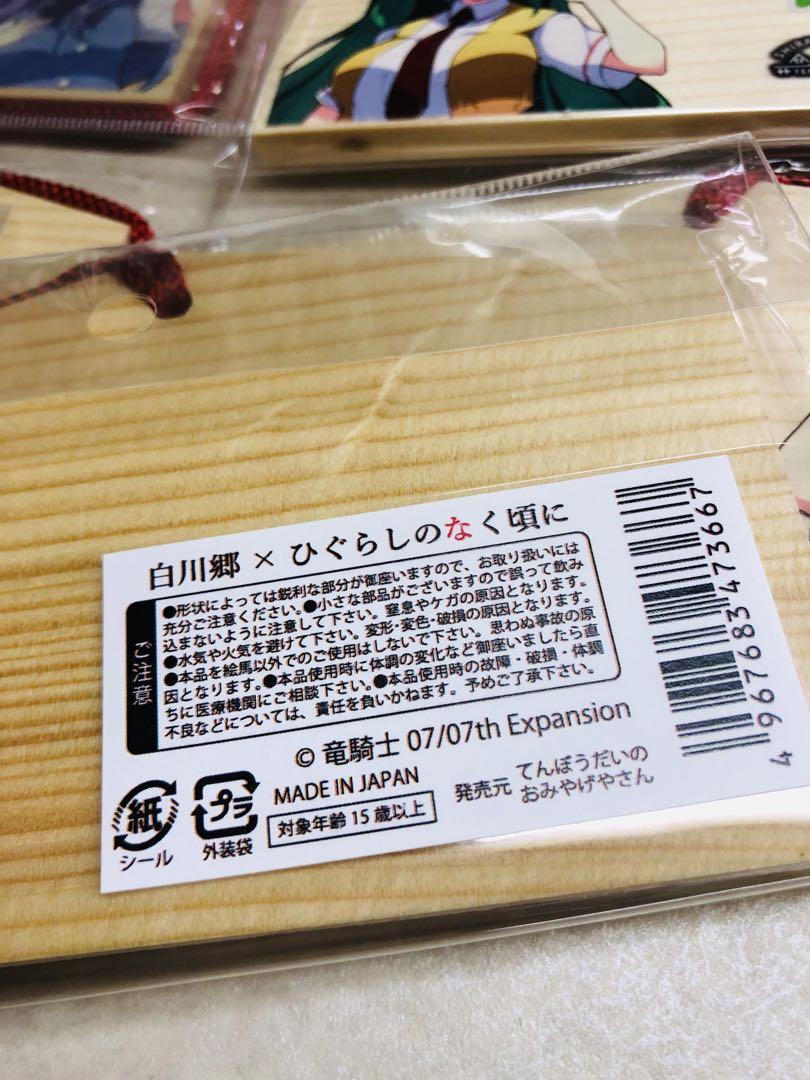 白川郷 × ひぐらしのなく頃に
ご注意
●形状によっては鋭利な部分が御座いますので、お取り扱いには
充分ご注意ください。●小さな部品がございますので誤って飲み
込まないように注意して下さい。窒息やケガの原因となります。
●水気や火気を避けて下さい。変形・変色・破損の原因となります。
●本品を絵馬以外でのご使用はしないで下さい。思わぬ事故の原
因となります。●本品使用時に体調の変化など御座いましたら直
ちに医療機関にご相談下さい。●本品使用時の故障・破損・体調
不良などについては、責任を負いかねます。予めご了承下さい。
© 竜騎士 07/07th Expansion
MADE IN JAPAN
対象年齢 15 歳以上
発売元 てんぼうだいの
おみやげやさん
紙
シール
プラ
外装袋
4 967683 473667